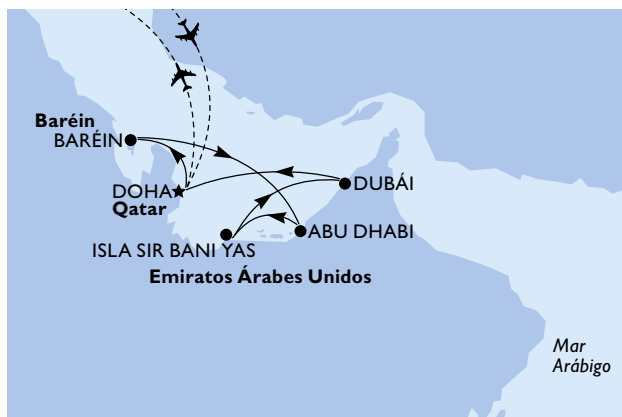 Baréin
BARÉIN
DOHA
Qatar
DUBÁI
ABU DHABI
ISLA SIR BANI YAS
Emiratos Árabes Unidos
Mar
Arábigo